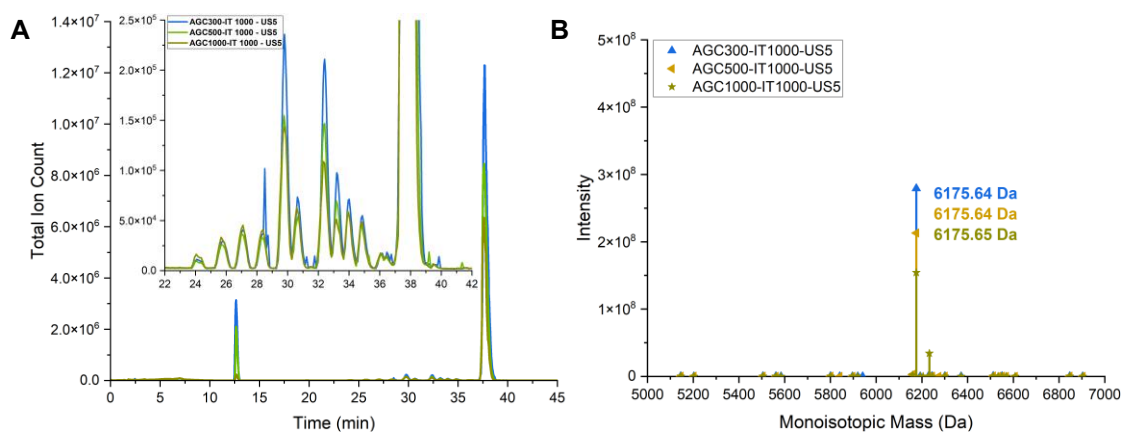 A
Total Ion Count
1.4×10⁷
1.2×10⁷
1.0×10⁷
8.0×10⁶
6.0×10⁶
4.0×10⁶
2.0×10⁶
0.0
0 5 10 15 20 25 30 35 40 45
Time (min)
2.5×10⁵
2.0×10⁵
1.5×10⁵
1.0×10⁵
5.0×10⁴
0.0
22 24 26 28 30 32 34 36 38 40 42
AGC300-IT 1000 - US5
AGC500-IT 1000 - US5
AGC1000-IT 1000 - US5
B
Intensity
5×10⁸
4×10⁸
3×10⁸
2×10⁸
1×10⁸
0
5000 5200 5400 5600 5800 6000 6200 6400 6600 6800 7000
Monoisotopic Mass (Da)
AGC300-IT1000-US5
AGC500-IT1000-US5
AGC1000-IT1000-US5
6175.64 Da
6175.64 Da
6175.65 Da